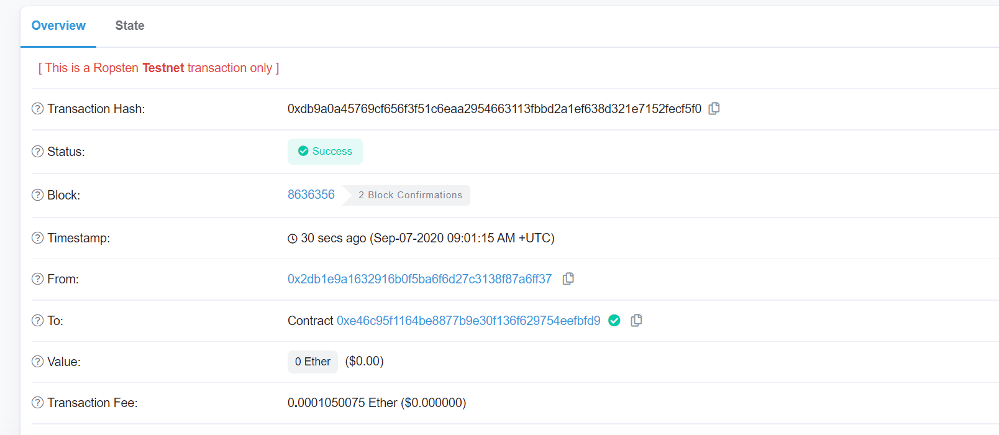 Overview State
[ This is a Ropsten Testnet transaction only ]
Transaction Hash: 0xdb9a0a45769cf656f3f51c6eaa2954663113fbbd2a1ef638d321e7152fecf5f0
Status: Success
Block: 8636356 2 Block Confirmations
Timestamp: 30 secs ago (Sep-07-2020 09:01:15 AM +UTC)
From: 0x2db1e9a1632916b0f5ba6f6d27c3138f87a6ff37
To: Contract 0xe46c95f1164be8877b9e30f136f629754eefbfd9
Value: 0 Ether ($0.00)
Transaction Fee: 0.0001050075 Ether ($0.000000)